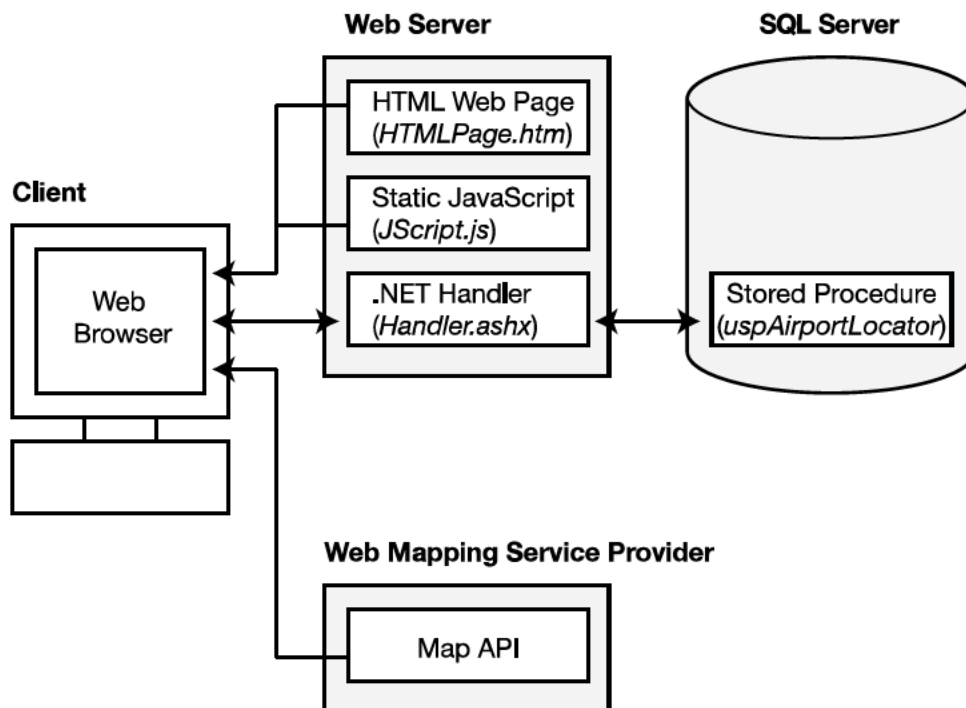 Web Server
SQL Server
HTML Web Page
(HTMLPage.htm)
Static JavaScript
(JScript.js)
Client
.NET Handler
(Handler.ashx)
Stored Procedure
(uspAirportLocator)
Web
Browser
Web Mapping Service Provider
Map API